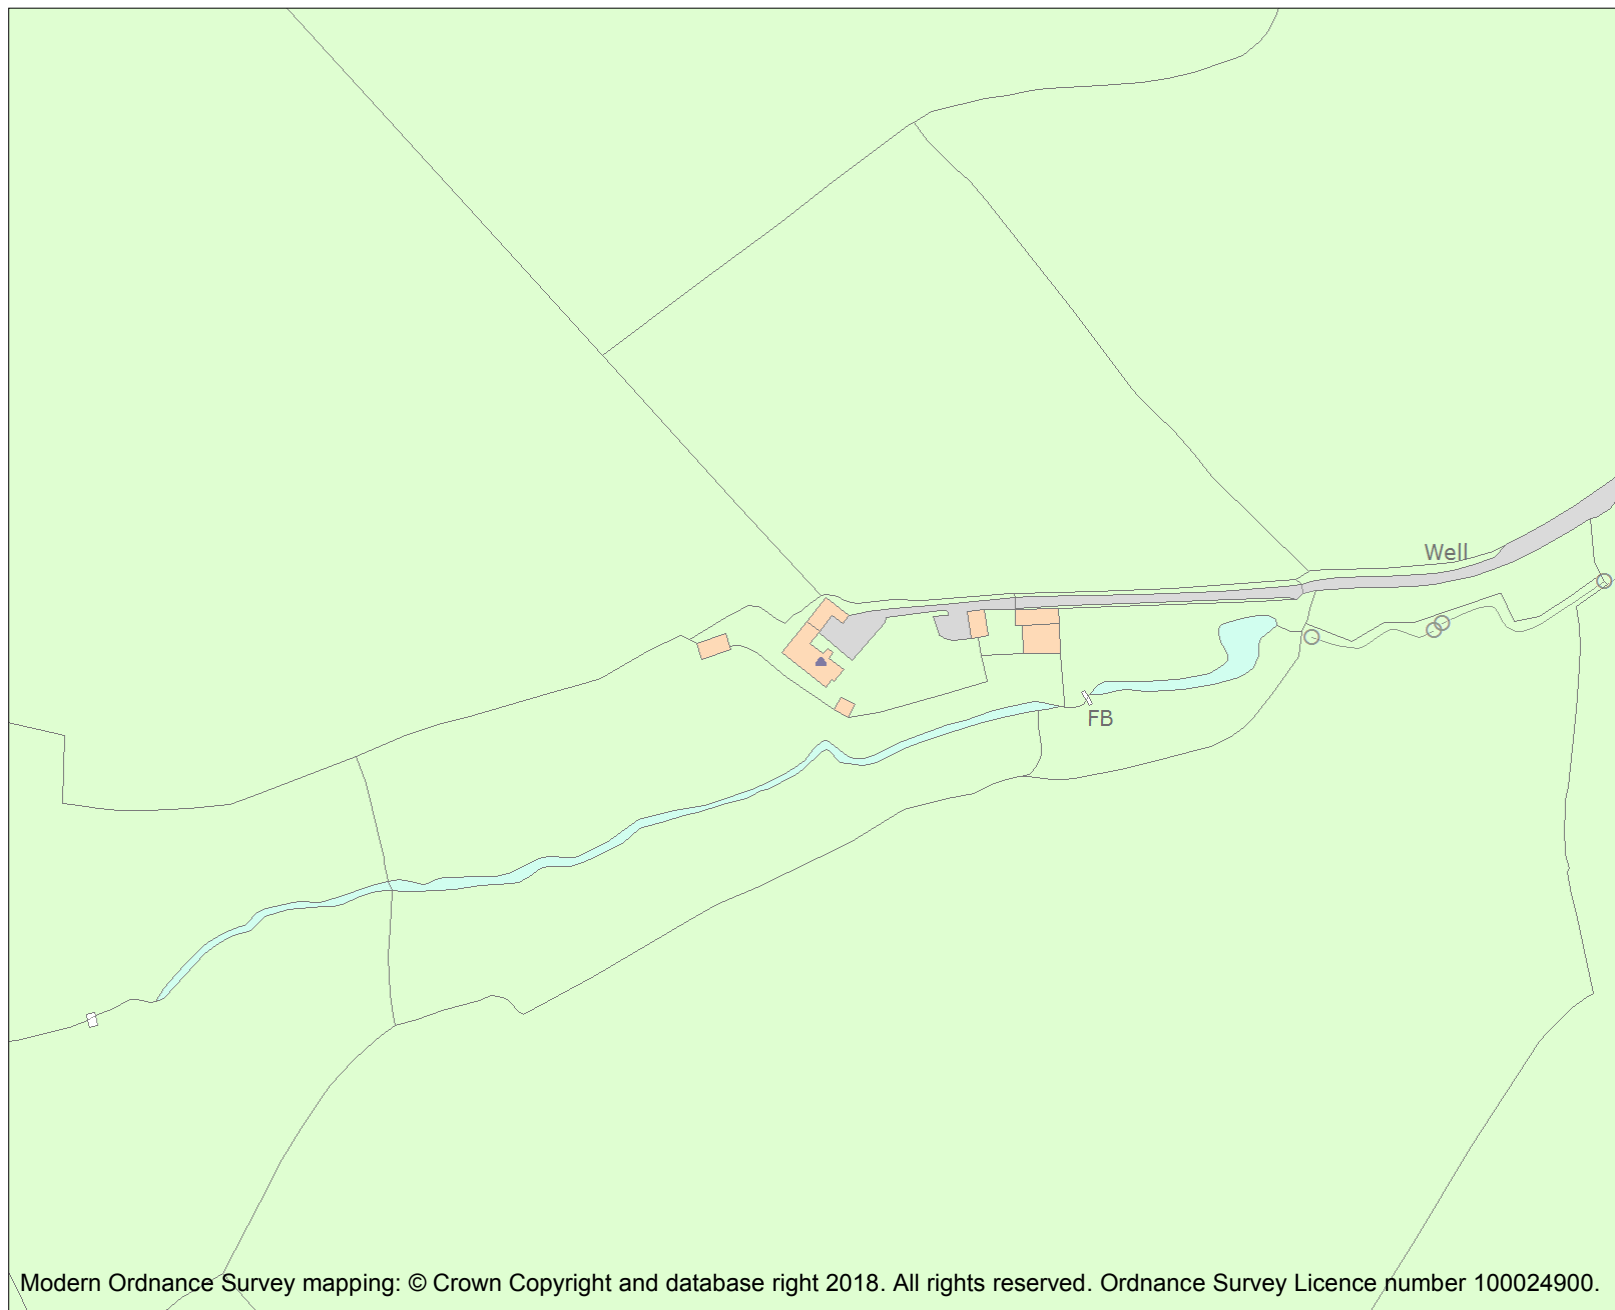 Well
FB
Modern Ordnance Survey mapping: © Crown Copyright and database right 2018. All rights reserved. Ordnance Survey Licence number 100024900.